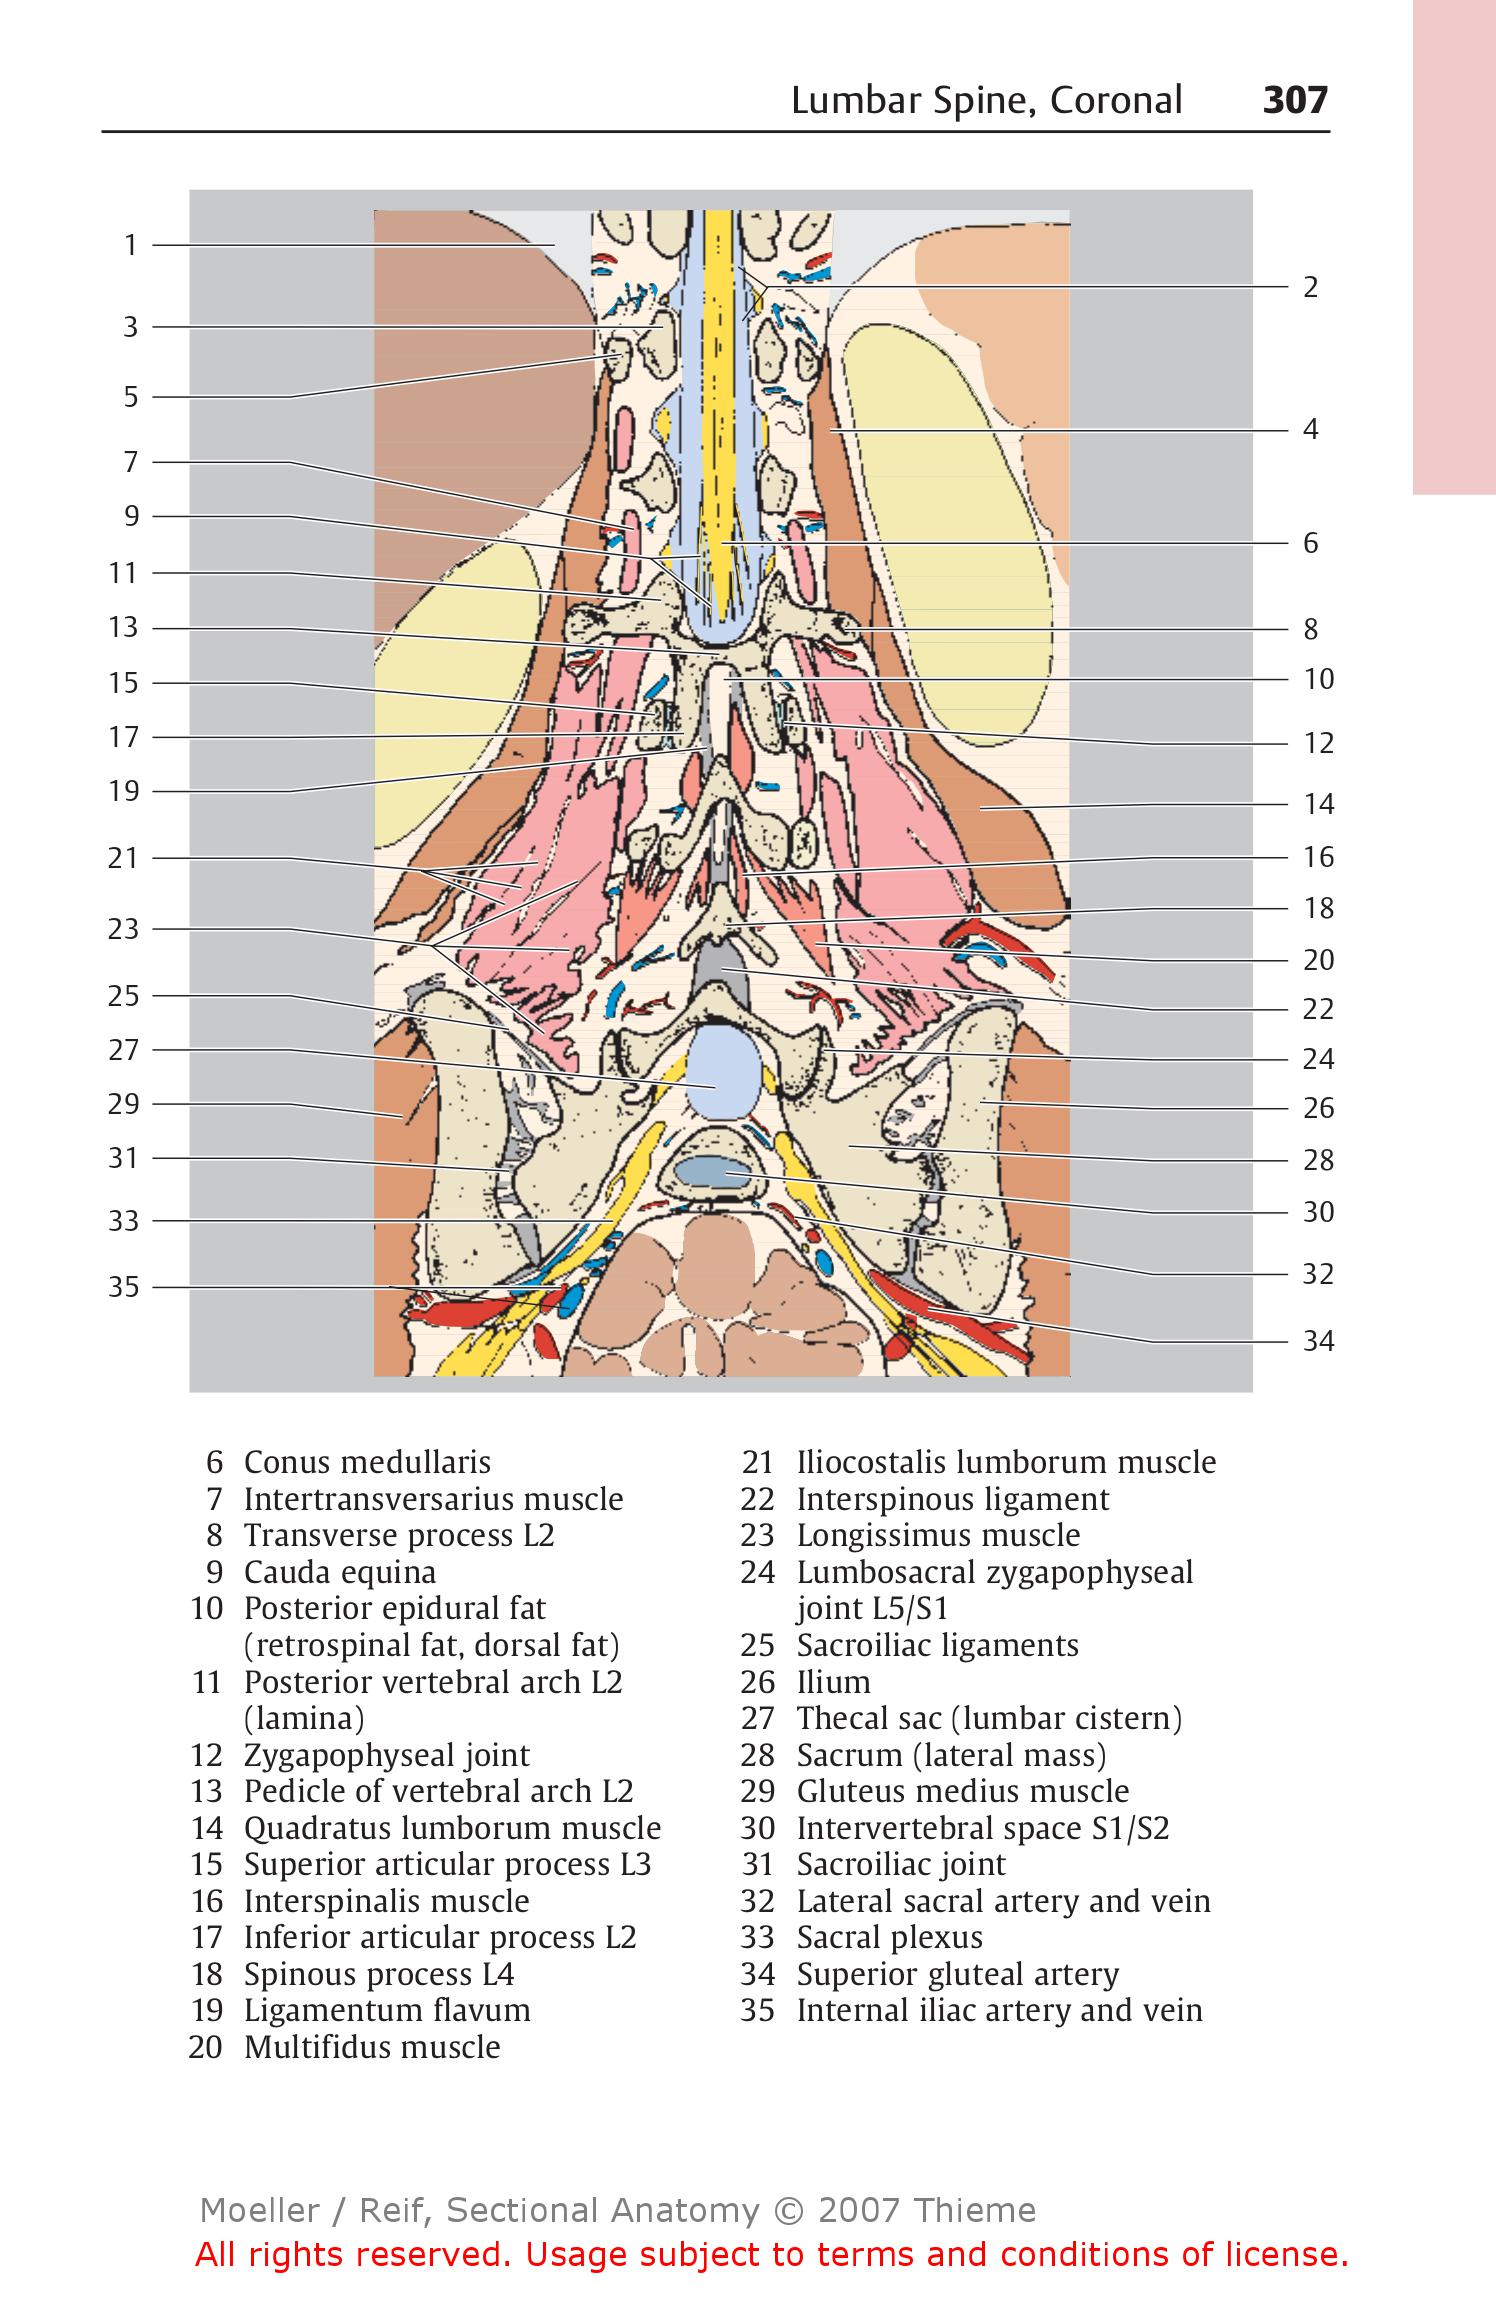 Lumbar Spine, Coronal 307
1
2
3
5
4
7
9
6
11
13
8
15
10
17
12
19
14
21
16
18
23
20
25
22
27
24
29
26
31
28
33
30
35
32
34
6 Conus medullaris
7 Intertransversarius muscle
8 Transverse process L2
9 Cauda equina
10 Posterior epidural fat
(retrospinal fat, dorsal fat)
11 Posterior vertebral arch L2
(lamina)
12 Zygapophyseal joint
13 Pedicle of vertebral arch L2
14 Quadratus lumborum muscle
15 Superior articular process L3
16 Interspinalis muscle
17 Inferior articular process L2
18 Spinous process L4
19 Ligamentum flavum
20 Multifidus muscle
21 Iliocostalis lumborum muscle
22 Interspinous ligament
23 Longissimus muscle
24 Lumbosacral zygapophyseal
joint L5/S1
25 Sacroiliac ligaments
26 Ilium
27 Thecal sac (lumbar cistern)
28 Sacrum (lateral mass)
29 Gluteus medius muscle
30 Intervertebral space S1/S2
31 Sacroiliac joint
32 Lateral sacral artery and vein
33 Sacral plexus
34 Superior gluteal artery
35 Internal iliac artery and vein
Moeller / Reif, Sectional Anatomy © 2007 Thieme
All rights reserved. Usage subject to terms and conditions of license.